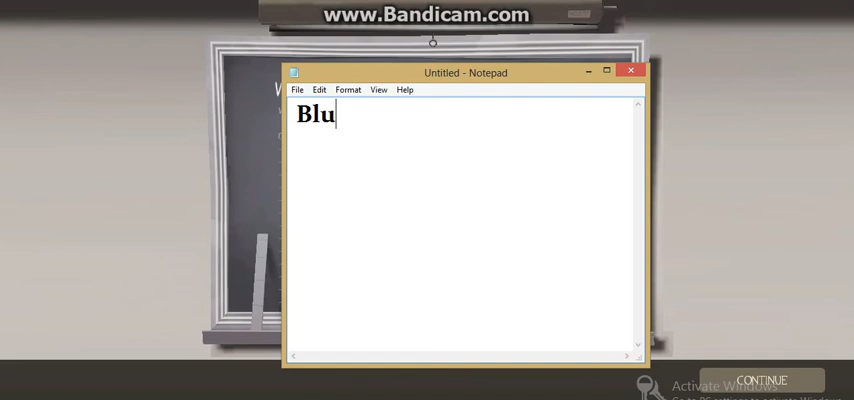 www.Bandicam.com
Untitled - Notepad
File Edit Format View Help
Blu
CONTINUE
Activate Windows